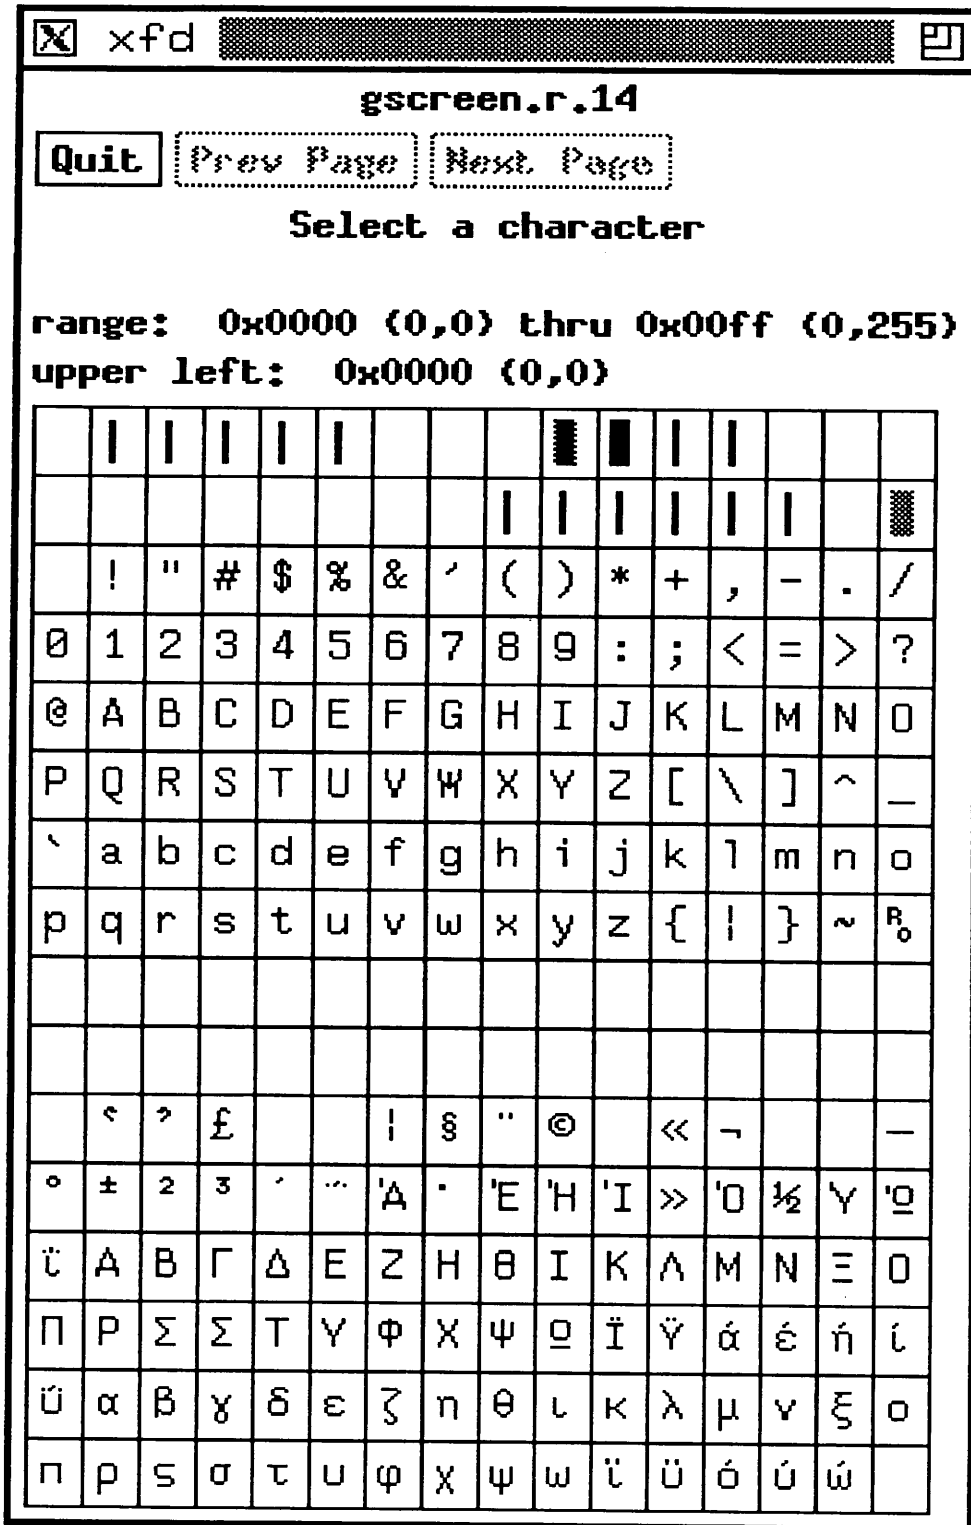 xfd
gscreen.r.14
Quit Prev Page Next Page
Select a character
range: 0x0000 (0,0) thru 0x00ff (0,255)
upper left: 0x0000 (0,0)
! " # $ % & ′ ( ) * + , - . /
0 1 2 3 4 5 6 7 8 9 : ; < = > ?
@ A B C D E F G H I J K L M N O
P Q R S T U V W X Y Z [ \ ] ^ _
` a b c d e f g h i j k l m n o
p q r s t u v w x y z { ¦ } ~
£ ¦ § ¨ © « ¬ —
° ± 2 3 ΄ ΅ Ά · Έ Ή Ί » Ό ½ Ύ Ώ
ΐ Α Β Γ Δ Ε Ζ Η Θ Ι Κ Λ Μ Ν Ξ Ο
Π Ρ Σ Σ Τ Υ Φ Χ Ψ Ω Ϊ Ϋ ά έ ή ί
ΰ α β γ δ ε ζ η θ ι κ λ μ ν ξ ο
π ρ ς σ τ υ φ χ ψ ω ϊ ϋ ό ύ ώ